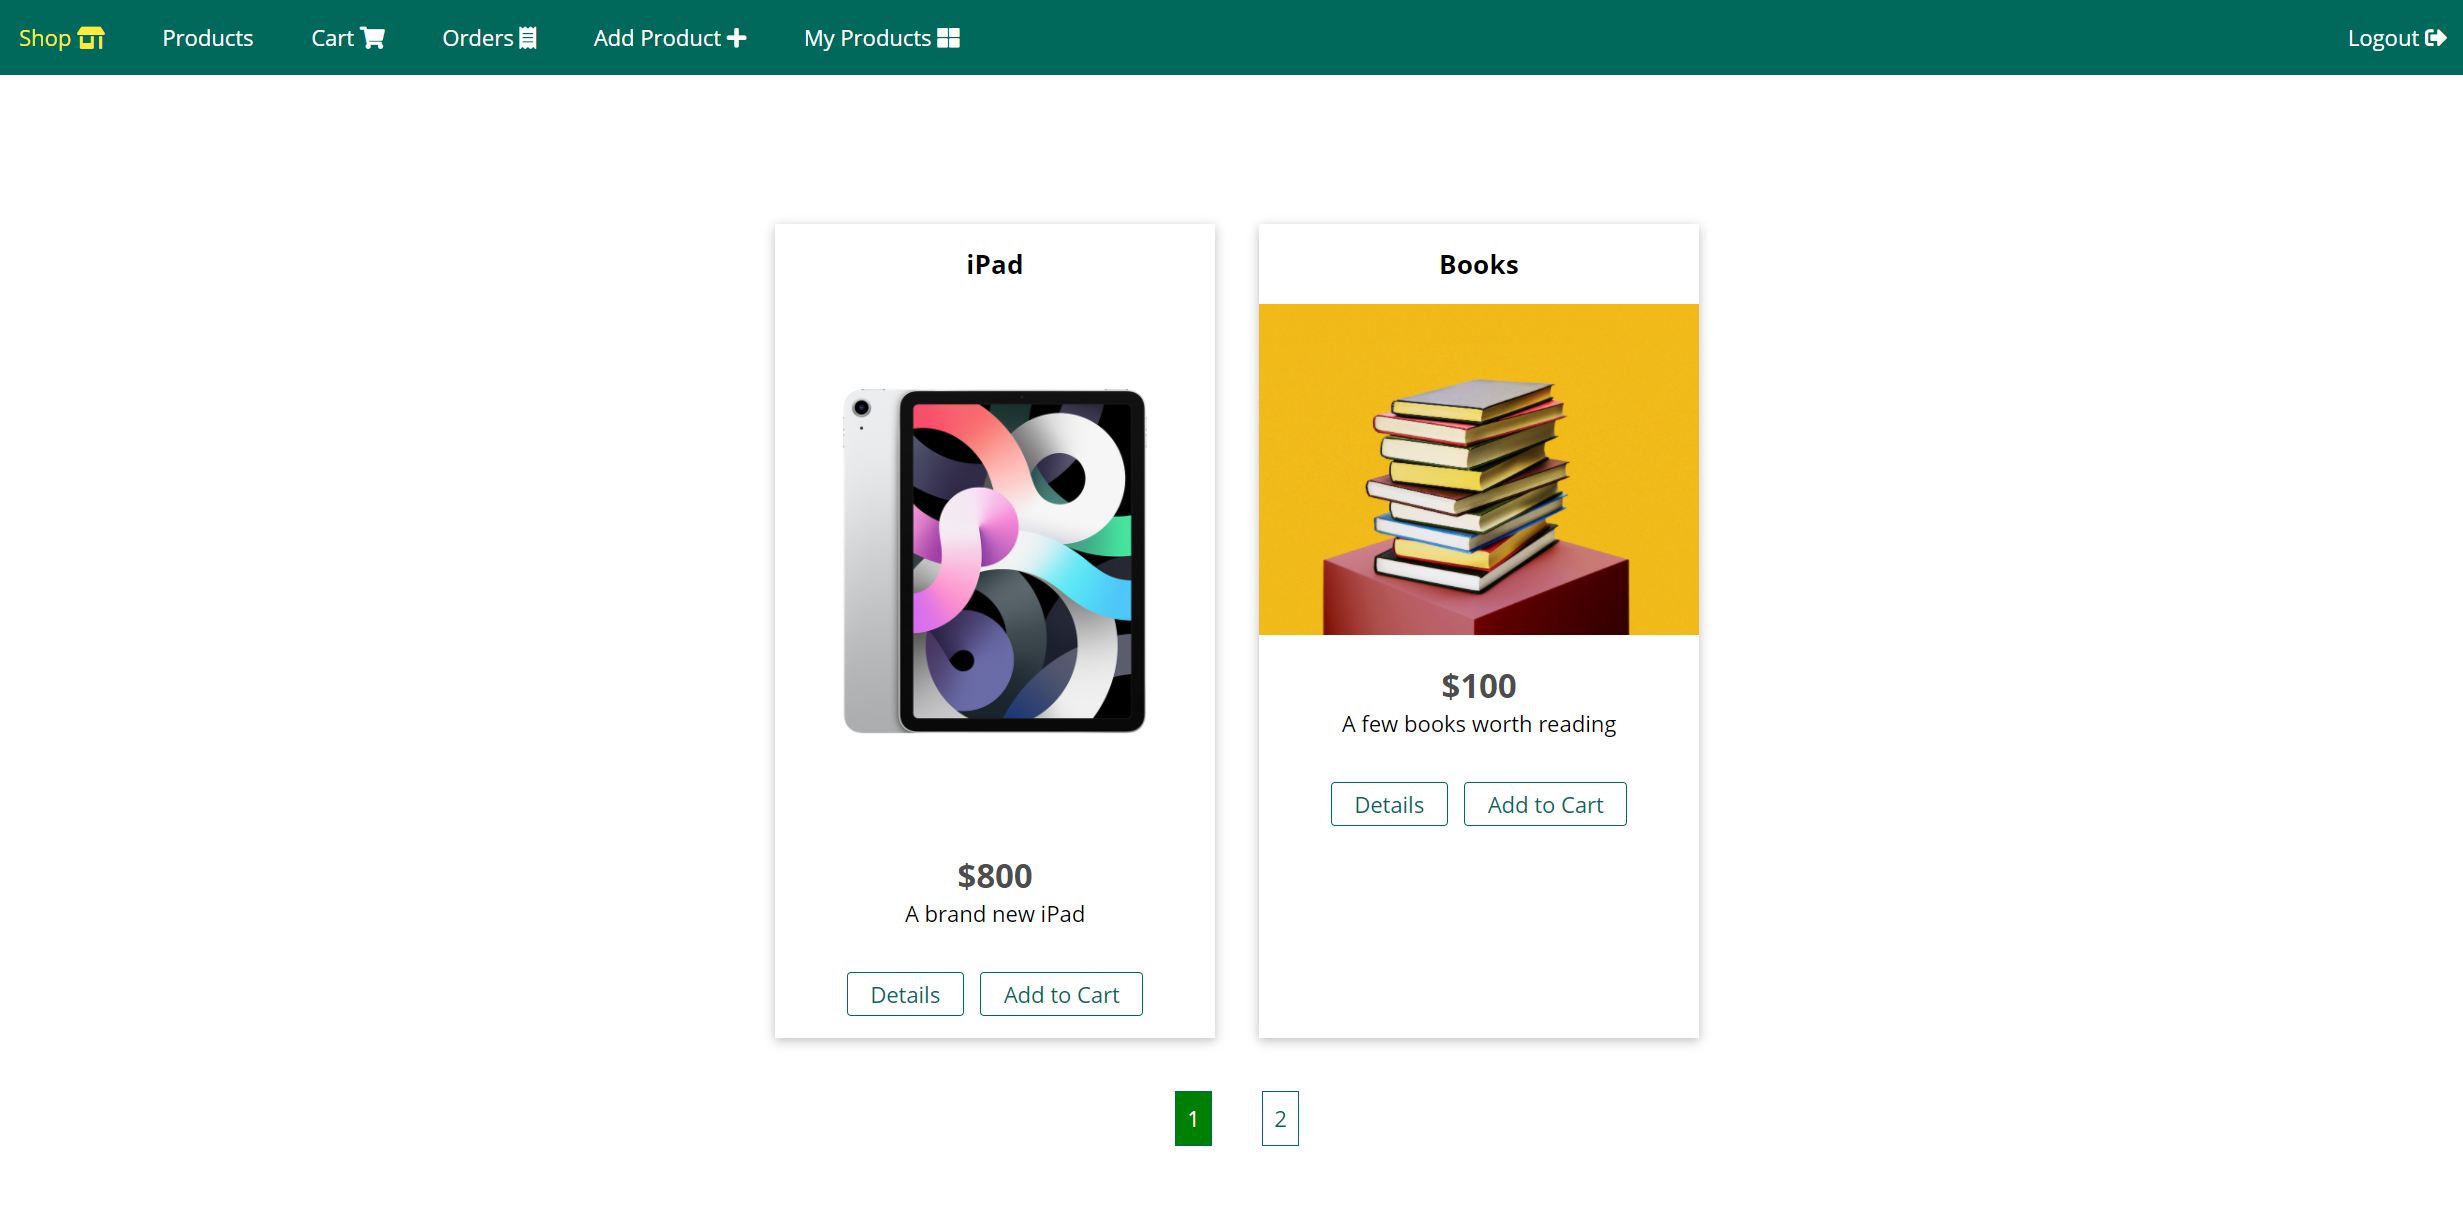 Shop Products Cart Orders Add Product My Products Logout
iPad
$800
A brand new iPad
Details Add to Cart
Books
$100
A few books worth reading
Details Add to Cart
1 2